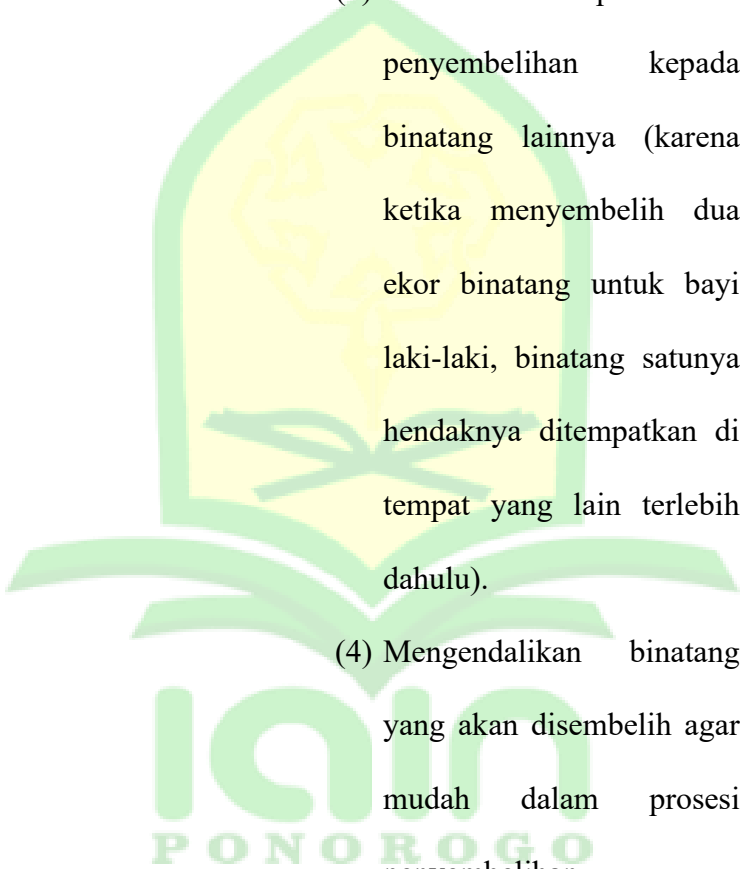 penyembelihan kepada
binatang lainnya (karena
ketika menyembelih dua
ekor binatang untuk bayi
laki-laki, binatang satunya
hendaknya ditempatkan di
tempat yang lain terlebih
dahulu).
(4) Mengendalikan binatang
yang akan disembelih agar
mudah dalam prosesi
iain
PONOROGO